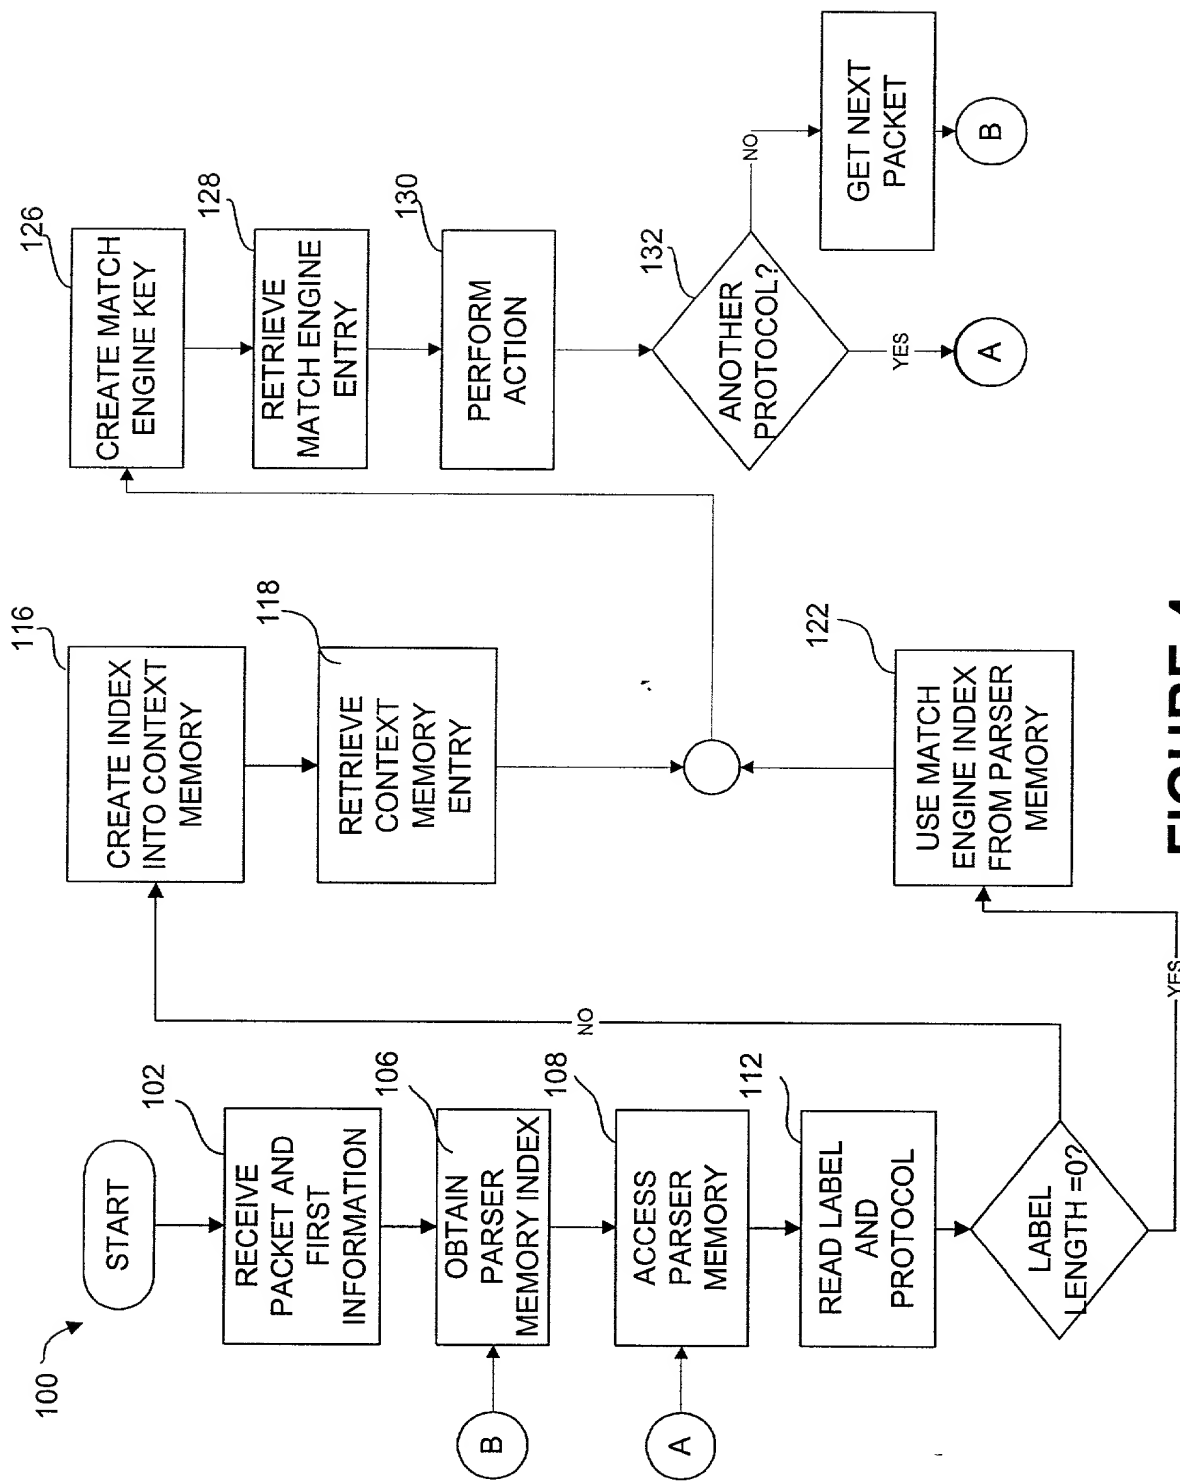 100
START
102
RECEIVE
PACKET AND
FIRST
INFORMATION
B
106
OBTAIN
PARSER
MEMORY INDEX
A
108
ACCESS
PARSER
MEMORY
112
READ LABEL
AND
PROTOCOL
LABEL
LENGTH =0?
NO
YES
116
CREATE INDEX
INTO CONTEXT
MEMORY
118
RETRIEVE
CONTEXT
MEMORY
ENTRY
122
USE MATCH
ENGINE INDEX
FROM PARSER
MEMORY
126
CREATE MATCH
ENGINE KEY
128
RETRIEVE
MATCH ENGINE
ENTRY
130
PERFORM
ACTION
132
ANOTHER
PROTOCOL?
NO
YES
A
GET NEXT
PACKET
B